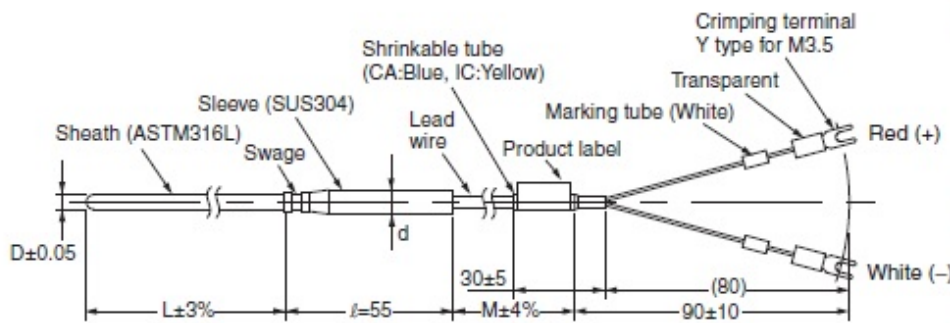 Crimping terminal
Y type for M3.5
Shrinkable tube
(CA:Blue, IC:Yellow)
Transparent
Sleeve (SUS304)
Marking tube (White)
Lead
wire
Red (+)
Sheath (ASTM316L)
Swage
Product label
d
D±0.05
30±5
(80)
White (–)
L±3%
ℓ=55
M±4%
90±10